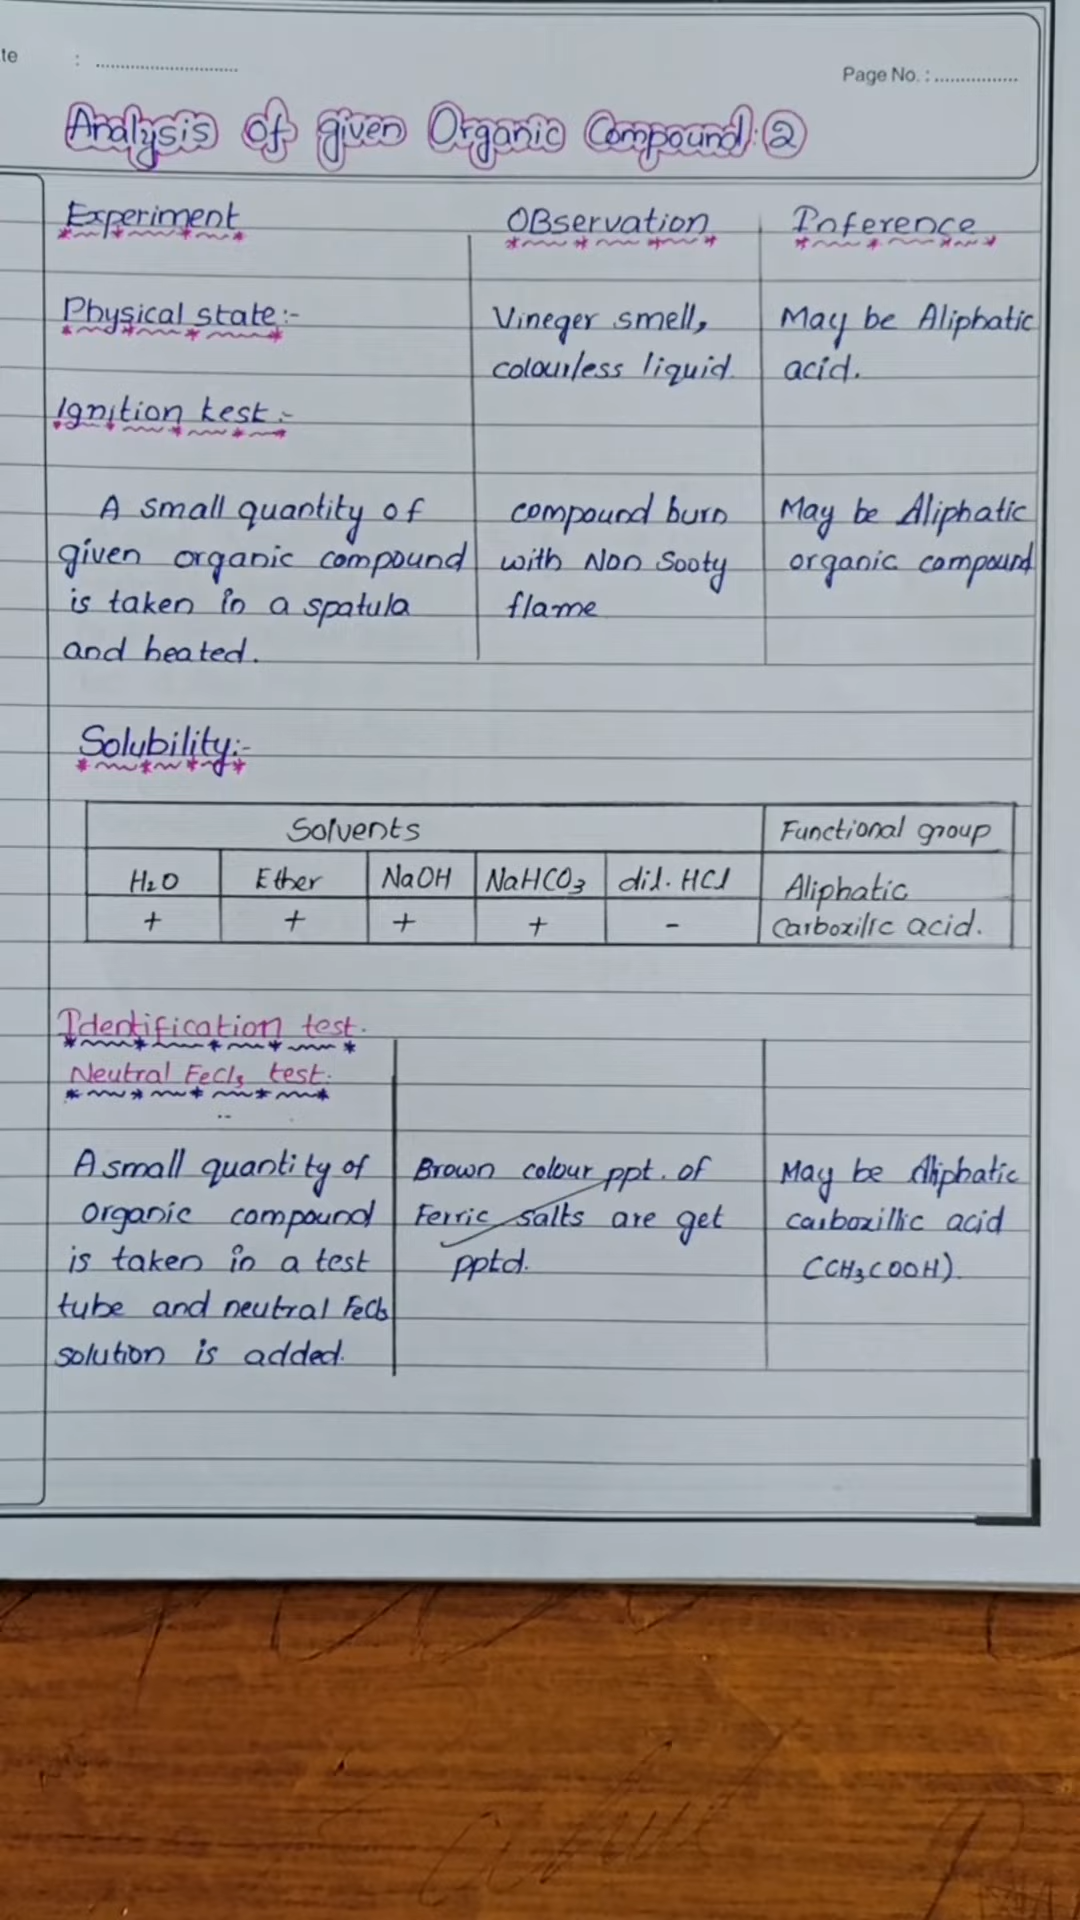 te : ........................
Page No. : ................
Analysis of given Organic Compound: 2
Experiment OBservation Inference
Physical state:- Vineger smell, May be Aliphatic
colourless liquid. acid.
Ignition test:-
A small quantity of compound burn May be Aliphatic
given organic compound with Non Sooty organic compound
is taken in a spatula flame
and heated.
Solubility:-
Solvents Functional group
H₂O Ether NaOH NaHCO₃ dil. HCl Aliphatic
+ + + + - Carboxilic acid.
Identification test.
Neutral FeCl₃ test:
A small quantity of Brown colour ppt. of May be Aliphatic
organic compound Ferric salts are get carboxillic acid
is taken in a test pptd. (CH₃COOH).
tube and neutral FeCl₃
solution is added.